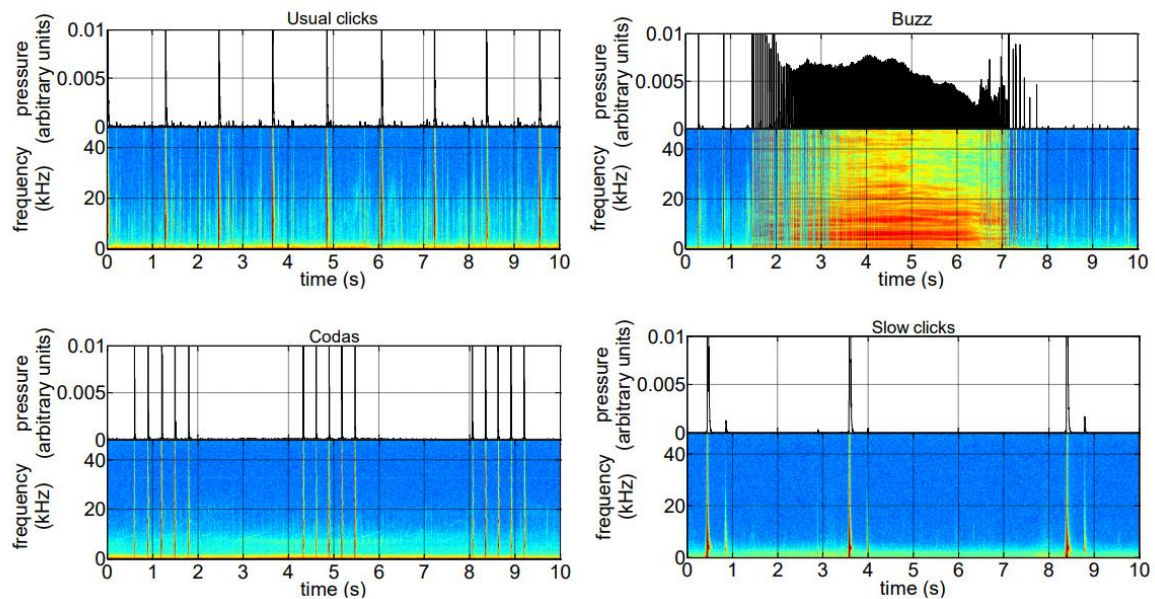 Usual clicks
pressure
(arbitrary units)
0.01
0.005
0
frequency
(kHz)
40
20
0
0 1 2 3 4 5 6 7 8 9 10
time (s)
Buzz
pressure
(arbitrary units)
0.01
0.005
0
frequency
(kHz)
40
20
0
0 1 2 3 4 5 6 7 8 9 10
time (s)
Codas
pressure
(arbitrary units)
0.01
0.005
0
frequency
(kHz)
40
20
0
0 1 2 3 4 5 6 7 8 9 10
time (s)
Slow clicks
pressure
(arbitrary units)
0.01
0.005
0
frequency
(kHz)
40
20
0
0 1 2 3 4 5 6 7 8 9 10
time (s)